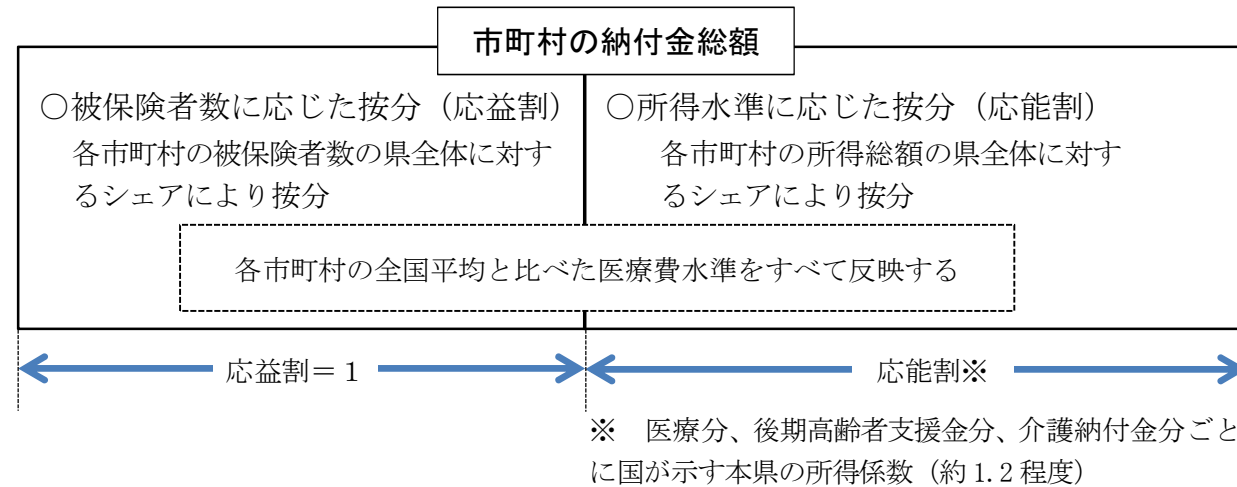 市町村の納付金総額
○被保険者数に応じた按分（応益割）
各市町村の被保険者数の県全体に対す
るシェアにより按分
○所得水準に応じた按分（応能割）
各市町村の所得総額の県全体に対す
るシェアにより按分
各市町村の全国平均と比べた医療費水準をすべて反映する
応益割＝１
応能割※
※　医療分、後期高齢者支援金分、介護納付金分ごと
に国が示す本県の所得係数（約1.2程度）